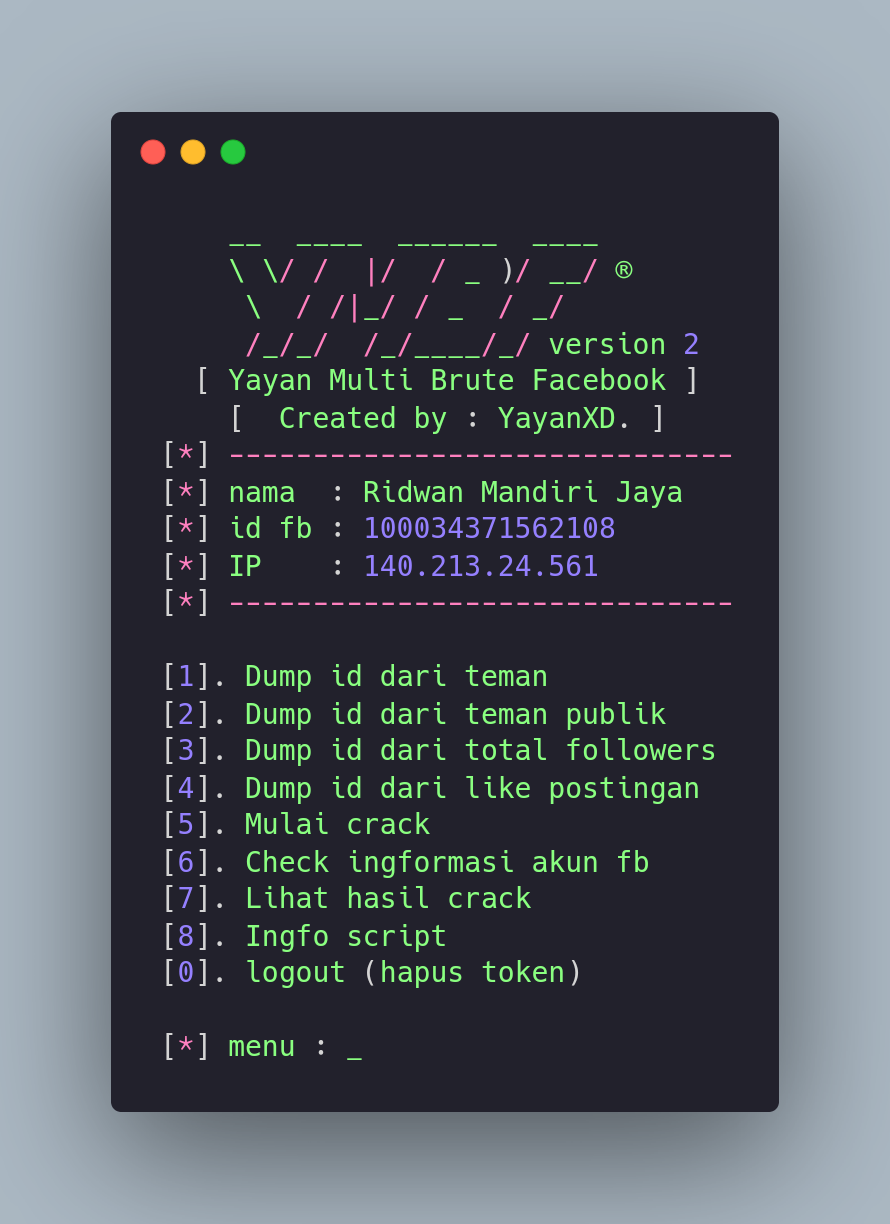 __  ____  ______  ____
\ \/ /  |/  / _ )/ __/ ®
\  / /|_/ / _  / _/
/_/_/  /_/____/_/ version 2
[ Yayan Multi Brute Facebook ]
[  Created by : YayanXD. ]
[*] ------------------------------
[*] nama  : Ridwan Mandiri Jaya
[*] id fb : 100034371562108
[*] IP    : 140.213.24.561
[*] ------------------------------
[1]. Dump id dari teman
[2]. Dump id dari teman publik
[3]. Dump id dari total followers
[4]. Dump id dari like postingan
[5]. Mulai crack
[6]. Check ingformasi akun fb
[7]. Lihat hasil crack
[8]. Ingfo script
[0]. logout (hapus token)
[*] menu : _